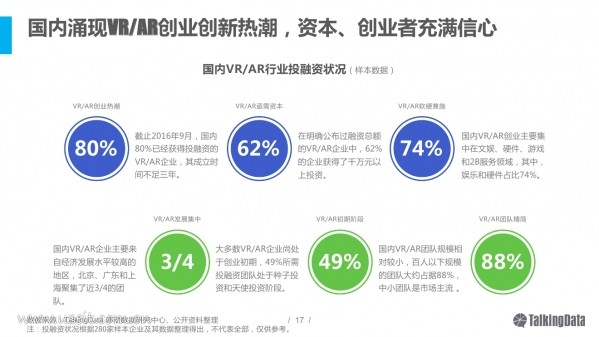 国内涌现VR/AR创业创新热潮，资本、创业者充满信心
国内VR/AR行业投融资状况（样本数据）
VR/AR创业热潮
80%
截止2016年9月，国内
80%已经获得投融资的
VR/AR企业，其成立时
间不足三年。
VR/AR亟需资本
62%
在明确公布过融资总额
的VR/AR企业中，62%
的企业获得了千万元以
上投资。
VR/AR软硬兼施
74%
国内VR/AR创业主要集
中在文娱、硬件、游戏
和2B服务领域，其中，
娱乐和硬件占比74%。
VR/AR发展集中
国内VR/AR企业主要来
自经济发展水平较高的
地区，北京、广东和上
海聚集了近3/4的团
队。
3/4
VR/AR初期阶段
大多数VR/AR企业尚处
于创业初期，49%所需
投融资团队处于种子投
资和天使投资阶段。
49%
VR/AR团队精简
国内VR/AR团队规模相
对较小，百人以下规模
的团队大约占据88%，
中小团队是市场主流 。
88%
数据来源：TalkingData 移动数据研究中心、公开资料整理
注：投融资状况根据280家样本企业及其数据整理得出，不代表全部，仅供参考。
/ 17 /
TalkingData